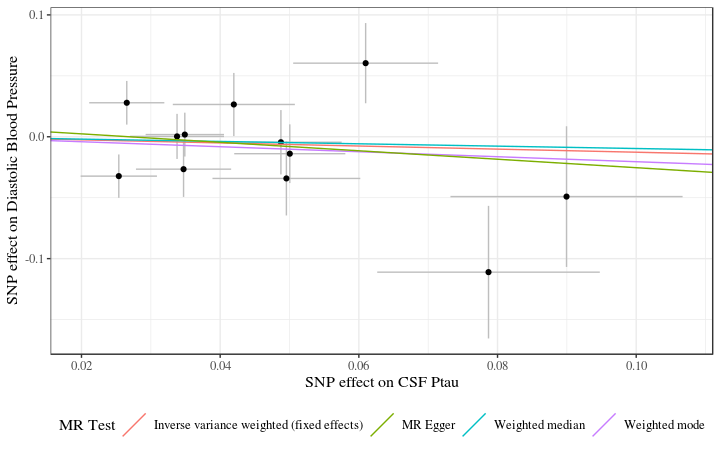 SNP effect on Diastolic Blood Pressure
0.1
0.0
-0.1
0.02 0.04 0.06 0.08 0.10
SNP effect on CSF Ptau
MR Test Inverse variance weighted (fixed effects) MR Egger Weighted median Weighted mode